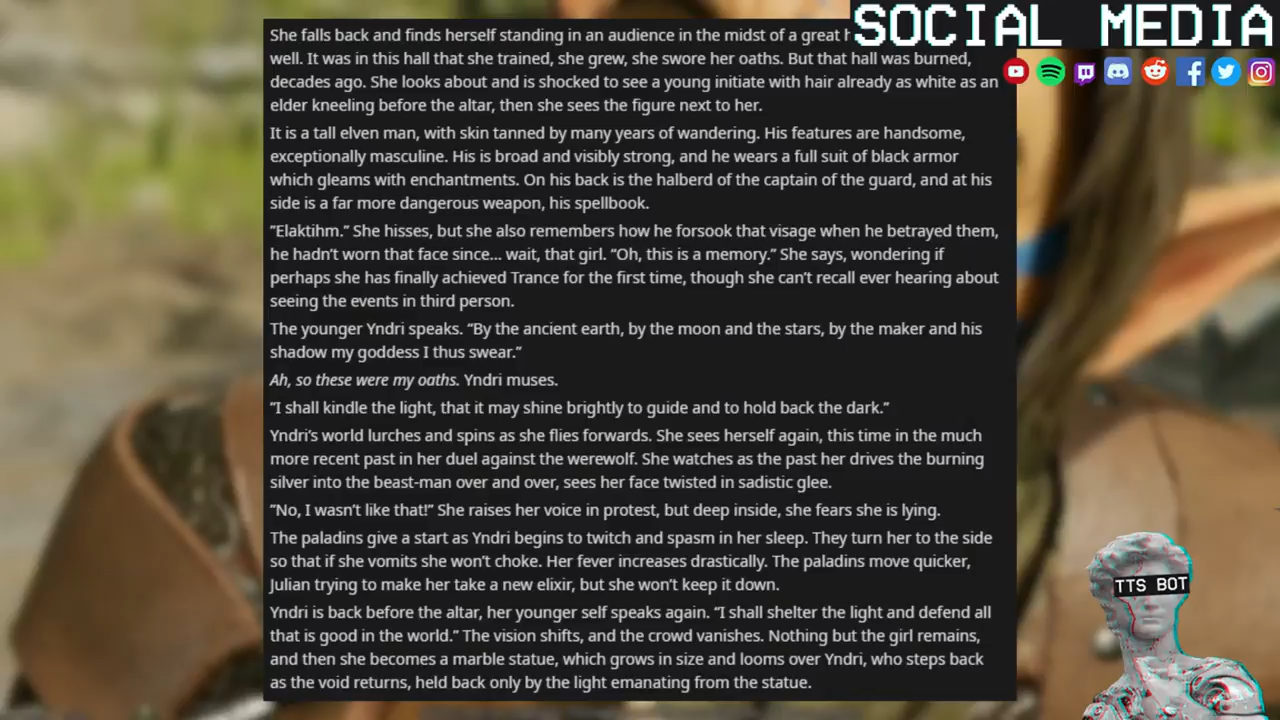 SOCIAL MEDIA
She falls back and finds herself standing in an audience in the midst of a great
well. It was in this hall that she trained, she grew, she swore her oaths. But that hall was burned,
decades ago. She looks about and is shocked to see a young initiate with hair already as white as an
elder kneeling before the altar, then she sees the figure next to her.
It is a tall elven man, with skin tanned by many years of wandering. His features are handsome,
exceptionally masculine. His is broad and visibly strong, and he wears a full suit of black armor
which gleams with enchantments. On his back is the halberd of the captain of the guard, and at his
side is a far more dangerous weapon, his spellbook.
"Elaktihm." She hisses, but she also remembers how he forsook that visage when he betrayed them,
he hadn't worn that face since... wait, that girl. "Oh, this is a memory." She says, wondering if
perhaps she has finally achieved Trance for the first time, though she can't recall ever hearing about
seeing the events in third person.
The younger Yndri speaks. "By the ancient earth, by the moon and the stars, by the maker and his
shadow my goddess I thus swear."
Ah, so these were my oaths. Yndri muses.
"I shall kindle the light, that it may shine brightly to guide and to hold back the dark."
Yndri's world lurches and spins as she flies forwards. She sees herself again, this time in the much
more recent past in her duel against the werewolf. She watches as the past her drives the burning
silver into the beast-man over and over, sees her face twisted in sadistic glee.
"No, I wasn't like that!" She raises her voice in protest, but deep inside, she fears she is lying.
The paladins give a start as Yndri begins to twitch and spasm in her sleep. They turn her to the side
so that if she vomits she won't choke. Her fever increases drastically. The paladins move quicker,
Julian trying to make her take a new elixir, but she won't keep it down.
Yndri is back before the altar, her younger self speaks again. "I shall shelter the light and defend all
that is good in the world." The vision shifts, and the crowd vanishes. Nothing but the girl remains,
and then she becomes a marble statue, which grows in size and looms over Yndri, who steps back
as the void returns, held back only by the light emanating from the statue.
TTS BOT